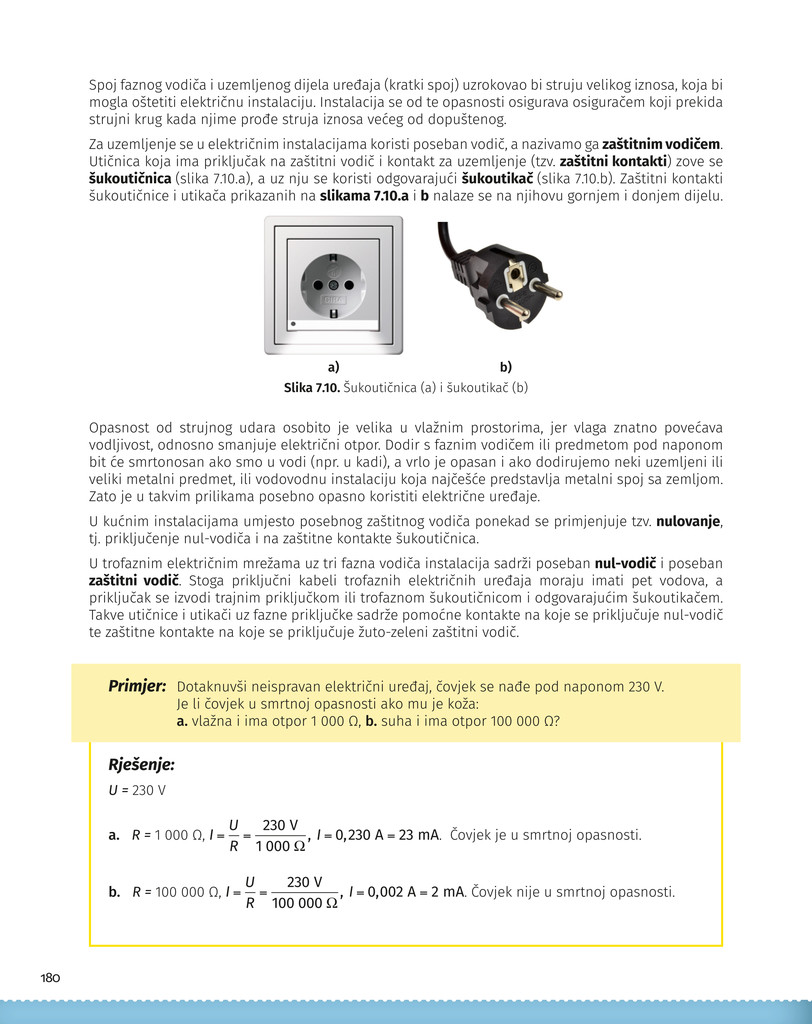 Spoj faznog vodiča i uzemljenog dijela uređaja (kratki spoj) uzrokovao bi struju velikog iznosa, koja bi
mogla oštetiti električnu instalaciju. Instalacija se od te opasnosti osigurava osiguračem koji prekida
strujni krug kada njime prođe struja iznosa većeg od dopuštenog.
Za uzemljenje se u električnim instalacijama koristi poseban vodič, a nazivamo ga zaštitnim vodičem.
Utičnica koja ima priključak na zaštitni vodič i kontakt za uzemljenje (tzv. zaštitni kontakti) zove se
šukoutičnica (slika 7.10.a), a uz nju se koristi odgovarajući šukoutikač (slika 7.10.b). Zaštitni kontakti
šukoutičnice i utikača prikazanih na slikama 7.10.a i b nalaze se na njihovu gornjem i donjem dijelu.
a) b)
Slika 7.10. Šukoutičnica (a) i šukoutikač (b)
Opasnost od strujnog udara osobito je velika u vlažnim prostorima, jer vlaga znatno povećava
vodljivost, odnosno smanjuje električni otpor. Dodir s faznim vodičem ili predmetom pod naponom
bit će smrtonosan ako smo u vodi (npr. u kadi), a vrlo je opasan i ako dodirujemo neki uzemljeni ili
veliki metalni predmet, ili vodovodnu instalaciju koja najčešće predstavlja metalni spoj sa zemljom.
Zato je u takvim prilikama posebno opasno koristiti električne uređaje.
U kućnim instalacijama umjesto posebnog zaštitnog vodiča ponekad se primjenjuje tzv. nulovanje,
tj. priključenje nul-vodiča i na zaštitne kontakte šukoutičnica.
U trofaznim električnim mrežama uz tri fazna vodiča instalacija sadrži poseban nul-vodič i poseban
zaštitni vodič. Stoga priključni kabeli trofaznih električnih uređaja moraju imati pet vodova, a
priključak se izvodi trajnim priključkom ili trofaznom šukoutičnicom i odgovarajućim šukoutikačem.
Takve utičnice i utikači uz fazne priključke sadrže pomoćne kontakte na koje se priključuje nul-vodič
te zaštitne kontakte na koje se priključuje žuto-zeleni zaštitni vodič.
Primjer: Dotaknuvši neispravan električni uređaj, čovjek se nađe pod naponom 230 V.
Je li čovjek u smrtnoj opasnosti ako mu je koža:
a. vlažna i ima otpor 1 000 Ω, b. suha i ima otpor 100 000 Ω?
Rješenje:
U = 230 V
a. R = 1 000 Ω, I = U/R = 230 V/1 000 Ω, I = 0,230 A = 23 mA. Čovjek je u smrtnoj opasnosti.
b. R = 100 000 Ω, I = U/R = 230 V/100 000 Ω, I = 0,002 A = 2 mA. Čovjek nije u smrtnoj opasnosti.
180